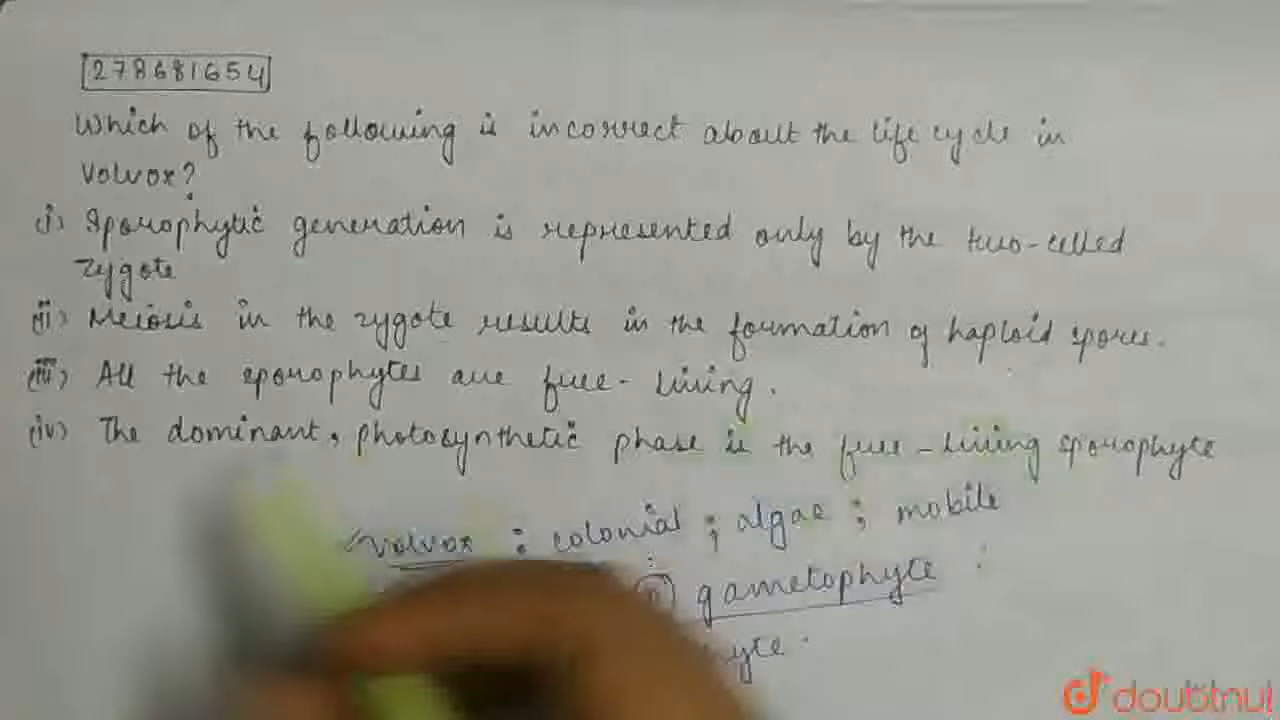 278681654
Which of the following is incorrect about the life cycle in
Volvox?
(i) Sporophytic generation is represented only by the two-celled
zygote
(ii) Meiosis in the zygote results in the formation of haploid spores.
(iii) All the sporophytes are free-living.
(iv) The dominant, photosynthetic phase is the free-living sporophyte
Volvox : colonial ; algae ; mobile
gametophyte :
doubtnut